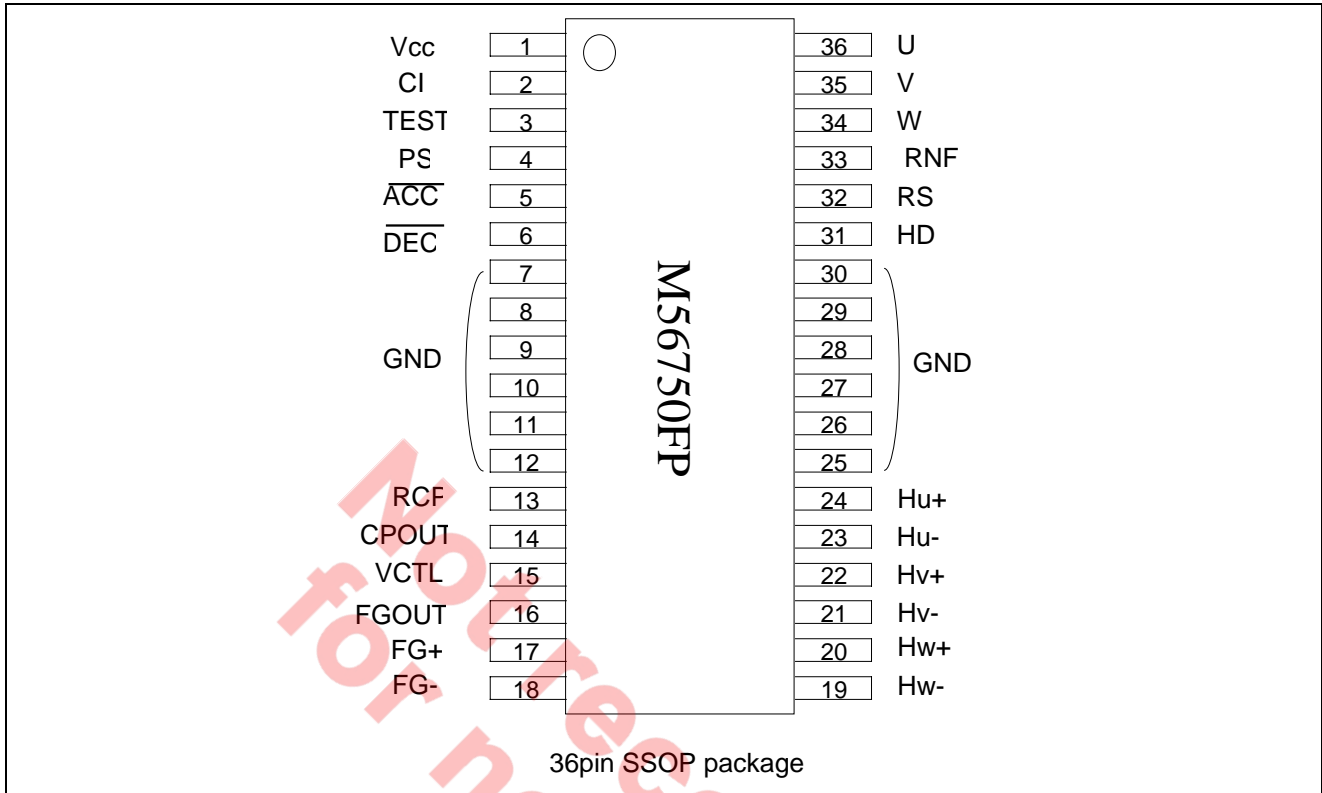 Vcc 1 36 U
CI 2 35 V
TEST 3 34 W
PS 4 33 RNF
ACC 5 32 RS
DEC 6 31 HD
7 30
8 29
9 28
GND GND
10 27
11 26
12 25
M56750FP
RCF 13 24 Hu+
CPOUT 14 23 Hu-
VCTL 15 22 Hv+
FGOUT 16 21 Hv-
FG+ 17 20 Hw+
FG- 18 19 Hw-
36pin SSOP package
Not rec
for n